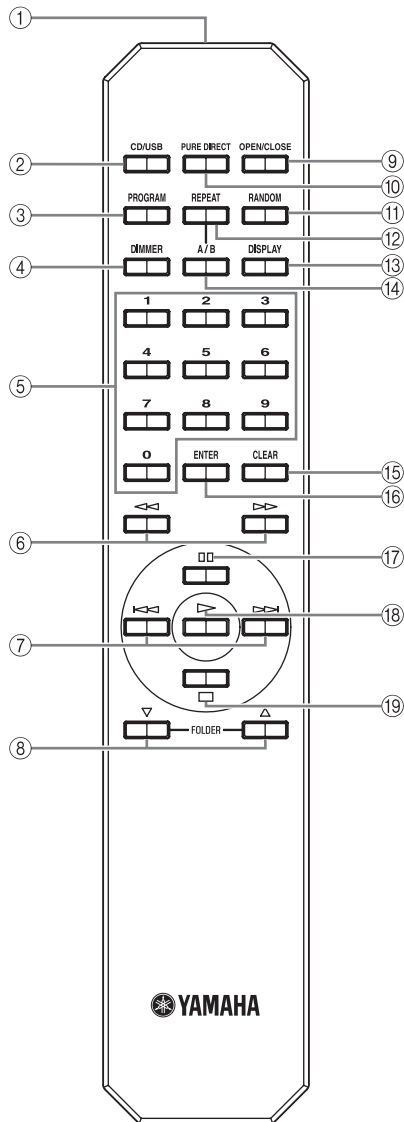 ①
CD/USB PURE DIRECT OPEN/CLOSE
② ⑨
⑩
PROGRAM REPEAT RANDOM
③ ⑪
⑫
DIMMER A/B DISPLAY
④ ⑬
⑭
1 2 3
4 5 6
⑤
7 8 9
0 ENTER CLEAR
⑮
⑯
⑥
⑰
⑱
⑦
⑲
FOLDER
⑧
YAMAHA